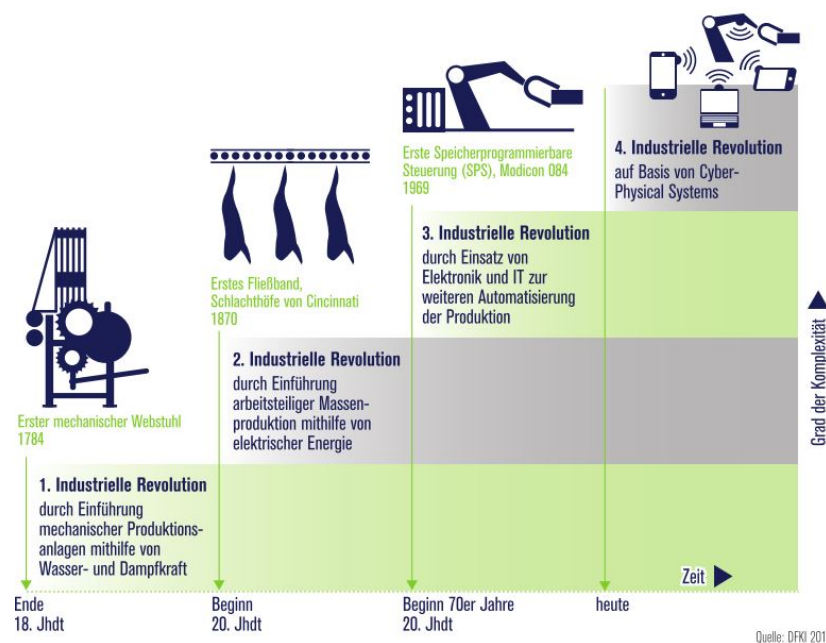 Erste Speicherprogrammierbare
Steuerung (SPS), Modicon 084
1969
4. Industrielle Revolution
auf Basis von Cyber-
Physical Systems
3. Industrielle Revolution
durch Einsatz von
Elektronik und IT zur
weiteren Automatisierung
der Produktion
Erstes Fließband,
Schlachthöfe von Cincinnati
1870
2. Industrielle Revolution
durch Einführung
arbeitsteiliger Massen-
produktion mithilfe von
elektrischer Energie
Erster mechanischer Webstuhl
1784
1. Industrielle Revolution
durch Einführung
mechanischer Produktions-
anlagen mithilfe von
Wasser- und Dampfkraft
Grad der Komplexität
Zeit
Ende
18. Jhdt
Beginn
20. Jhdt
Beginn 70er Jahre
20. Jhdt
heute
Quelle: DFKI 201